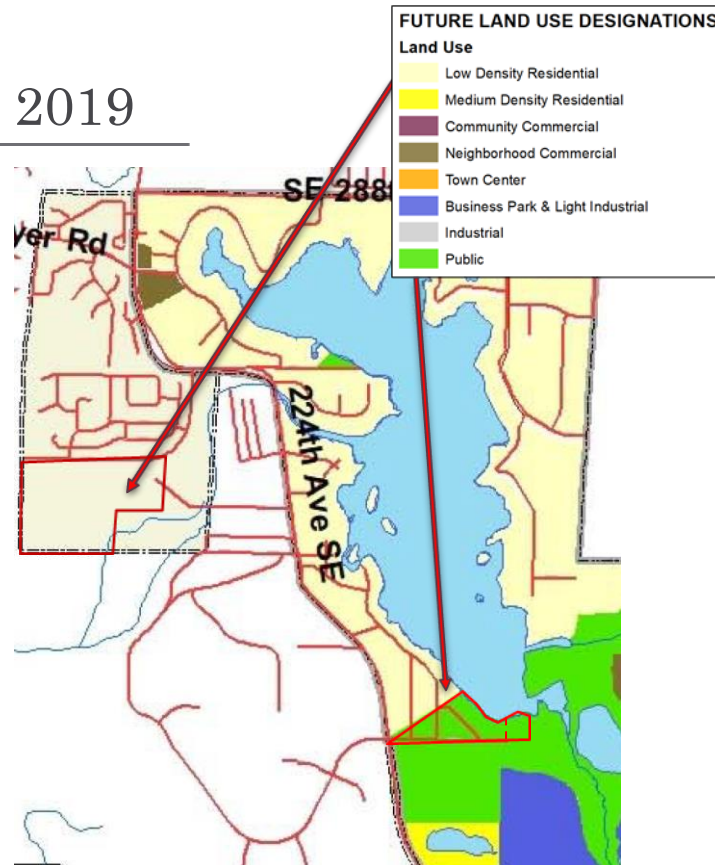 FUTURE LAND USE DESIGNATIONS
Land Use
Low Density Residential
Medium Density Residential
Community Commercial
Neighborhood Commercial
Town Center
Business Park & Light Industrial
Industrial
Public
2019
SE 288
yer Rd
224th Ave SE